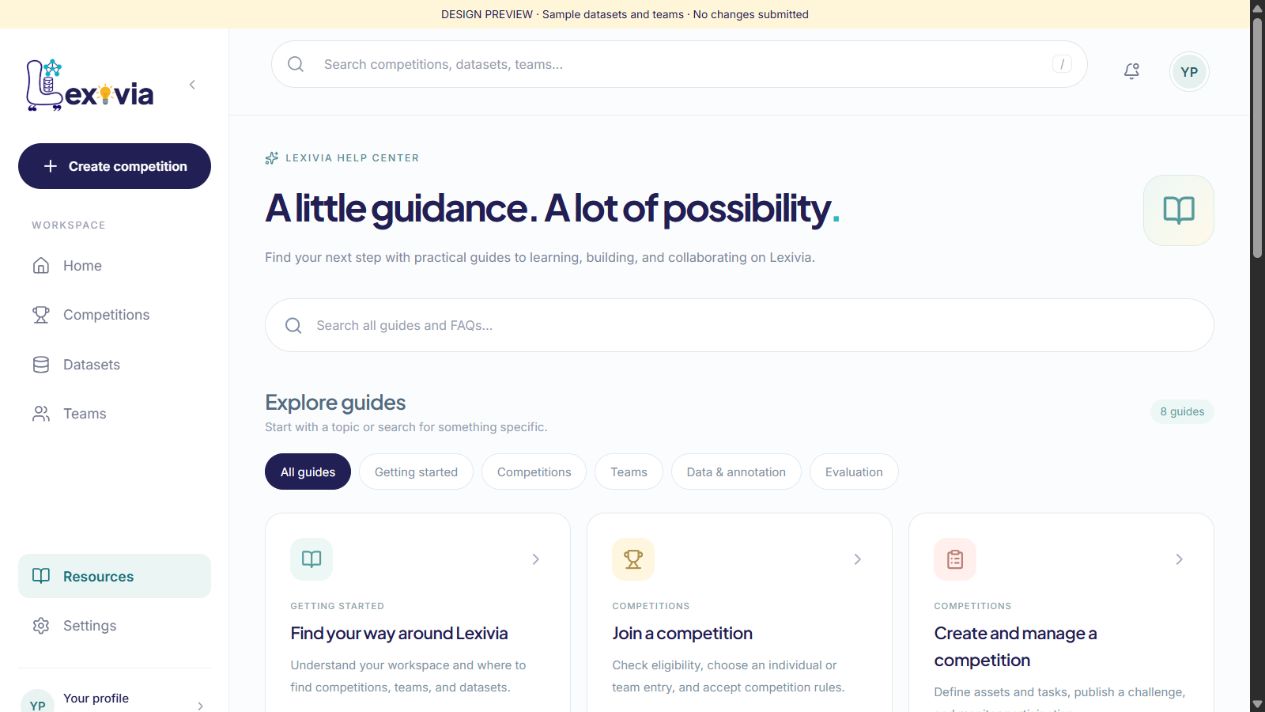 DESIGN PREVIEW · Sample datasets and teams · No changes submitted
Lexivia
Search competitions, datasets, teams...
/
YP
Create competition
WORKSPACE
Home
Competitions
Datasets
Teams
Resources
Settings
YP
Your profile
LEXIVIA HELP CENTER
A little guidance. A lot of possibility.
Find your next step with practical guides to learning, building, and collaborating on Lexivia.
Search all guides and FAQs...
Explore guides
8 guides
Start with a topic or search for something specific.
All guides
Getting started
Competitions
Teams
Data & annotation
Evaluation
GETTING STARTED
Find your way around Lexivia
Understand your workspace and where to
find competitions, teams, and datasets.
COMPETITIONS
Join a competition
Check eligibility, choose an individual or
team entry, and accept competition rules.
COMPETITIONS
Create and manage a
competition
Define assets and tasks, publish a challenge,